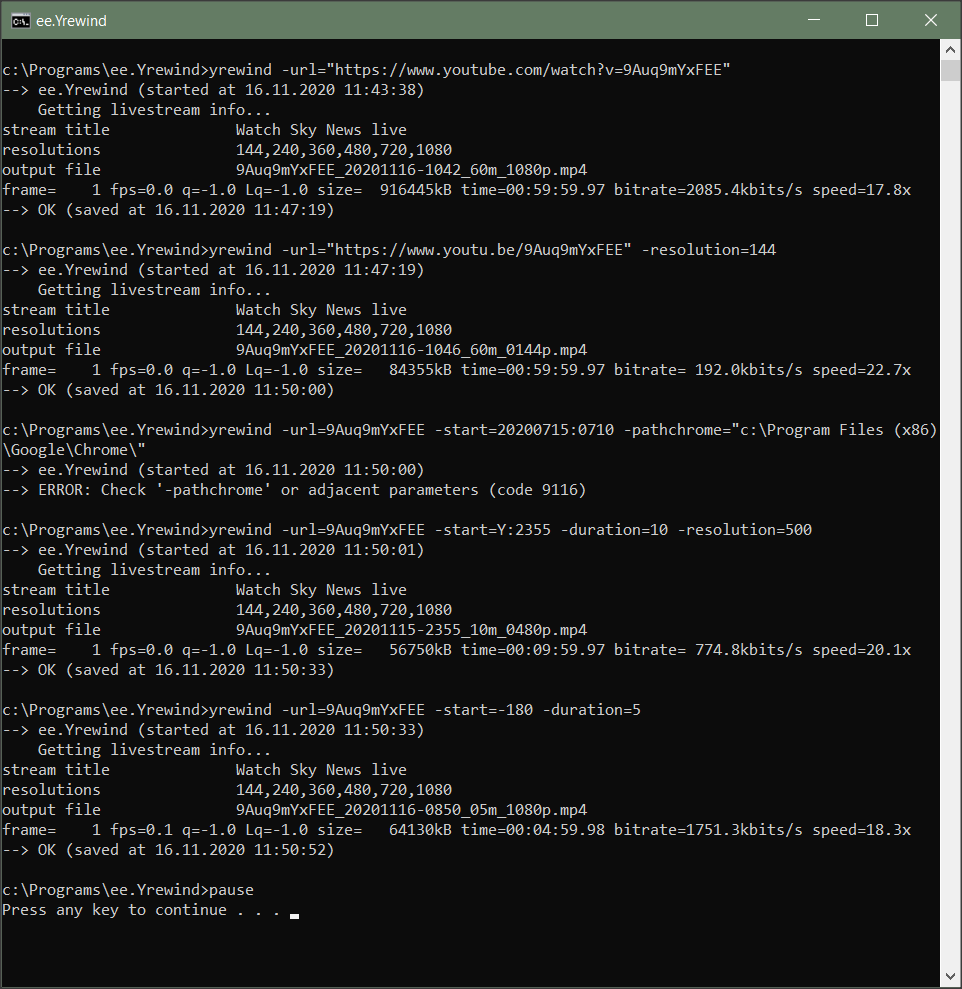 ee.Yrewind
c:\Programs\ee.Yrewind>yrewind -url="https://www.youtube.com/watch?v=9Auq9mYxFEE"
--> ee.Yrewind (started at 16.11.2020 11:43:38)
    Getting livestream info...
stream title              Watch Sky News live
resolutions               144,240,360,480,720,1080
output file               9Auq9mYxFEE_20201116-1042_60m_1080p.mp4
frame=    1 fps=0.0 q=-1.0 Lq=-1.0 size=  916445kB time=00:59:59.97 bitrate=2085.4kbits/s speed=17.8x
--> OK (saved at 16.11.2020 11:47:19)
c:\Programs\ee.Yrewind>yrewind -url="https://www.youtu.be/9Auq9mYxFEE" -resolution=144
--> ee.Yrewind (started at 16.11.2020 11:47:19)
    Getting livestream info...
stream title              Watch Sky News live
resolutions               144,240,360,480,720,1080
output file               9Auq9mYxFEE_20201116-1046_60m_0144p.mp4
frame=    1 fps=0.0 q=-1.0 Lq=-1.0 size=   84355kB time=00:59:59.97 bitrate= 192.0kbits/s speed=22.7x
--> OK (saved at 16.11.2020 11:50:00)
c:\Programs\ee.Yrewind>yrewind -url=9Auq9mYxFEE -start=20200715:0710 -pathchrome="c:\Program Files (x86)
\Google\Chrome\"
--> ee.Yrewind (started at 16.11.2020 11:50:00)
--> ERROR: Check '-pathchrome' or adjacent parameters (code 9116)
c:\Programs\ee.Yrewind>yrewind -url=9Auq9mYxFEE -start=Y:2355 -duration=10 -resolution=500
--> ee.Yrewind (started at 16.11.2020 11:50:01)
    Getting livestream info...
stream title              Watch Sky News live
resolutions               144,240,360,480,720,1080
output file               9Auq9mYxFEE_20201115-2355_10m_0480p.mp4
frame=    1 fps=0.0 q=-1.0 Lq=-1.0 size=   56750kB time=00:09:59.97 bitrate= 774.8kbits/s speed=20.1x
--> OK (saved at 16.11.2020 11:50:33)
c:\Programs\ee.Yrewind>yrewind -url=9Auq9mYxFEE -start=-180 -duration=5
--> ee.Yrewind (started at 16.11.2020 11:50:33)
    Getting livestream info...
stream title              Watch Sky News live
resolutions               144,240,360,480,720,1080
output file               9Auq9mYxFEE_20201116-0850_05m_1080p.mp4
frame=    1 fps=0.1 q=-1.0 Lq=-1.0 size=   64130kB time=00:04:59.98 bitrate=1751.3kbits/s speed=18.3x
--> OK (saved at 16.11.2020 11:50:52)
c:\Programs\ee.Yrewind>pause
Press any key to continue . . .